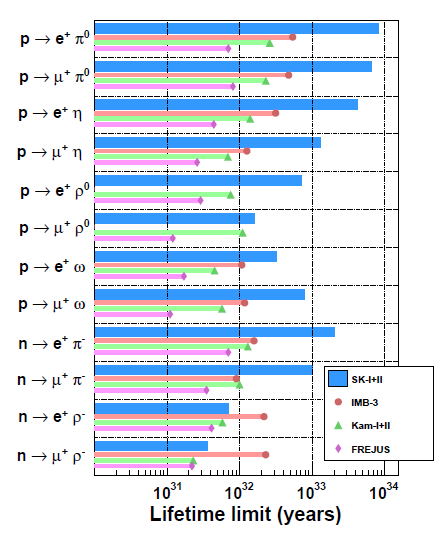 p → e⁺ π⁰
p → μ⁺ π⁰
p → e⁺ η
p → μ⁺ η
p → e⁺ ρ⁰
p → μ⁺ ρ⁰
p → e⁺ ω
p → μ⁺ ω
n → e⁺ π⁻
n → μ⁺ π⁻
n → e⁺ ρ⁻
n → μ⁺ ρ⁻
SK-I+II
IMB-3
Kam-I+II
FREJUS
10³¹ 10³² 10³³ 10³⁴
Lifetime limit (years)